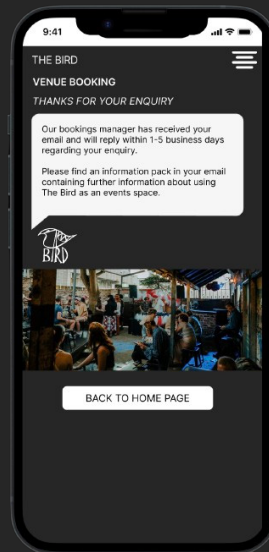 9:41
THE BIRD
VENUE BOOKING
THANKS FOR YOUR ENQUIRY
Our bookings manager has received your
email and will reply within 1-5 business days
regarding your enquiry.
Please find an information pack in your email
containing further information about using
The Bird as an events space.
THE
BIRD
BACK TO HOME PAGE